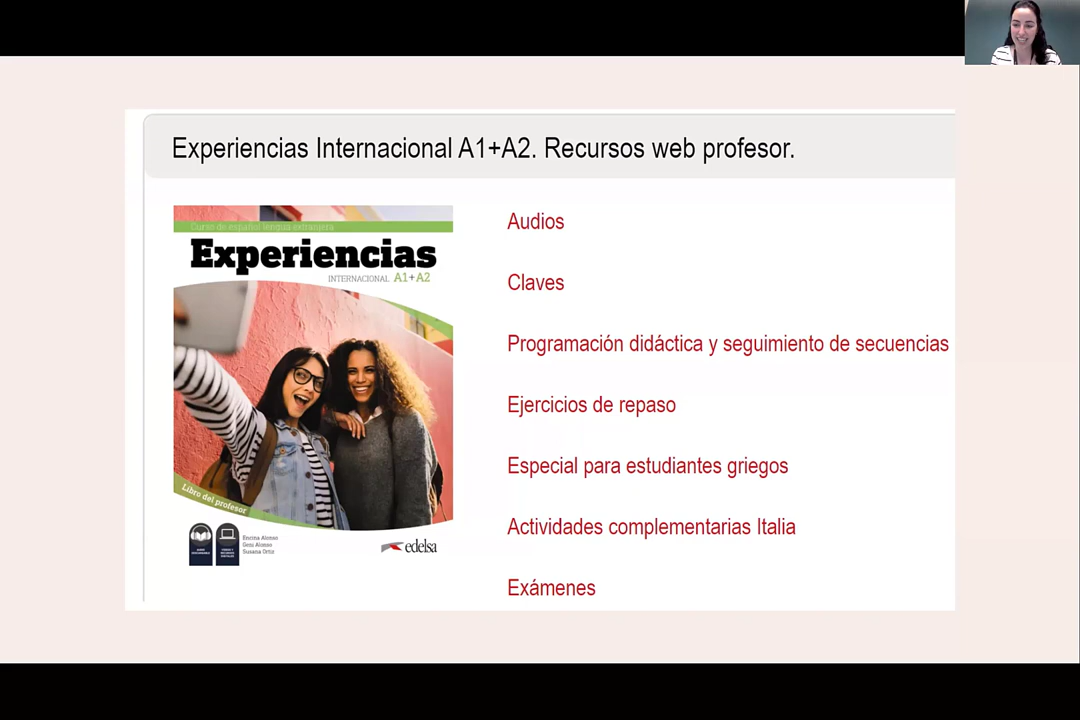 Experiencias Internacional A1+A2. Recursos web profesor.
Curso de español lengua extranjera
Experiencias
INTERNACIONAL A1+A2
Libro del profesor
Encina Alonso
Geni Alonso
Susana Ortiz
edelsa
Audios
Claves
Programación didáctica y seguimiento de secuencias
Ejercicios de repaso
Especial para estudiantes griegos
Actividades complementarias Italia
Exámenes